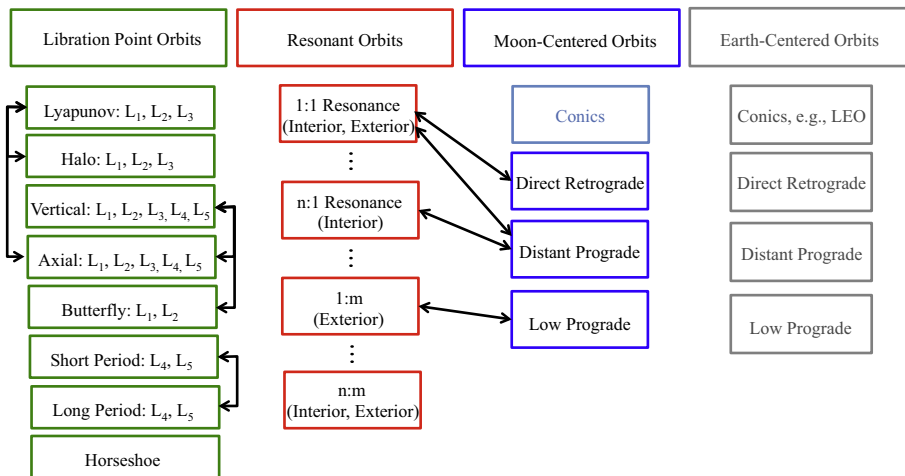 Libration Point Orbits
Resonant Orbits
Moon-Centered Orbits
Earth-Centered Orbits
Lyapunov: L₁, L₂, L₃
Halo: L₁, L₂, L₃
Vertical: L₁, L₂, L₃, L₄, L₅
Axial: L₁, L₂, L₃, L₄, L₅
Butterfly: L₁, L₂
Short Period: L₄, L₅
Long Period: L₄, L₅
Horseshoe
1:1 Resonance
(Interior, Exterior)
n:1 Resonance
(Interior)
1:m
(Exterior)
n:m
(Interior, Exterior)
Conics
Direct Retrograde
Distant Prograde
Low Prograde
Conics, e.g., LEO
Direct Retrograde
Distant Prograde
Low Prograde